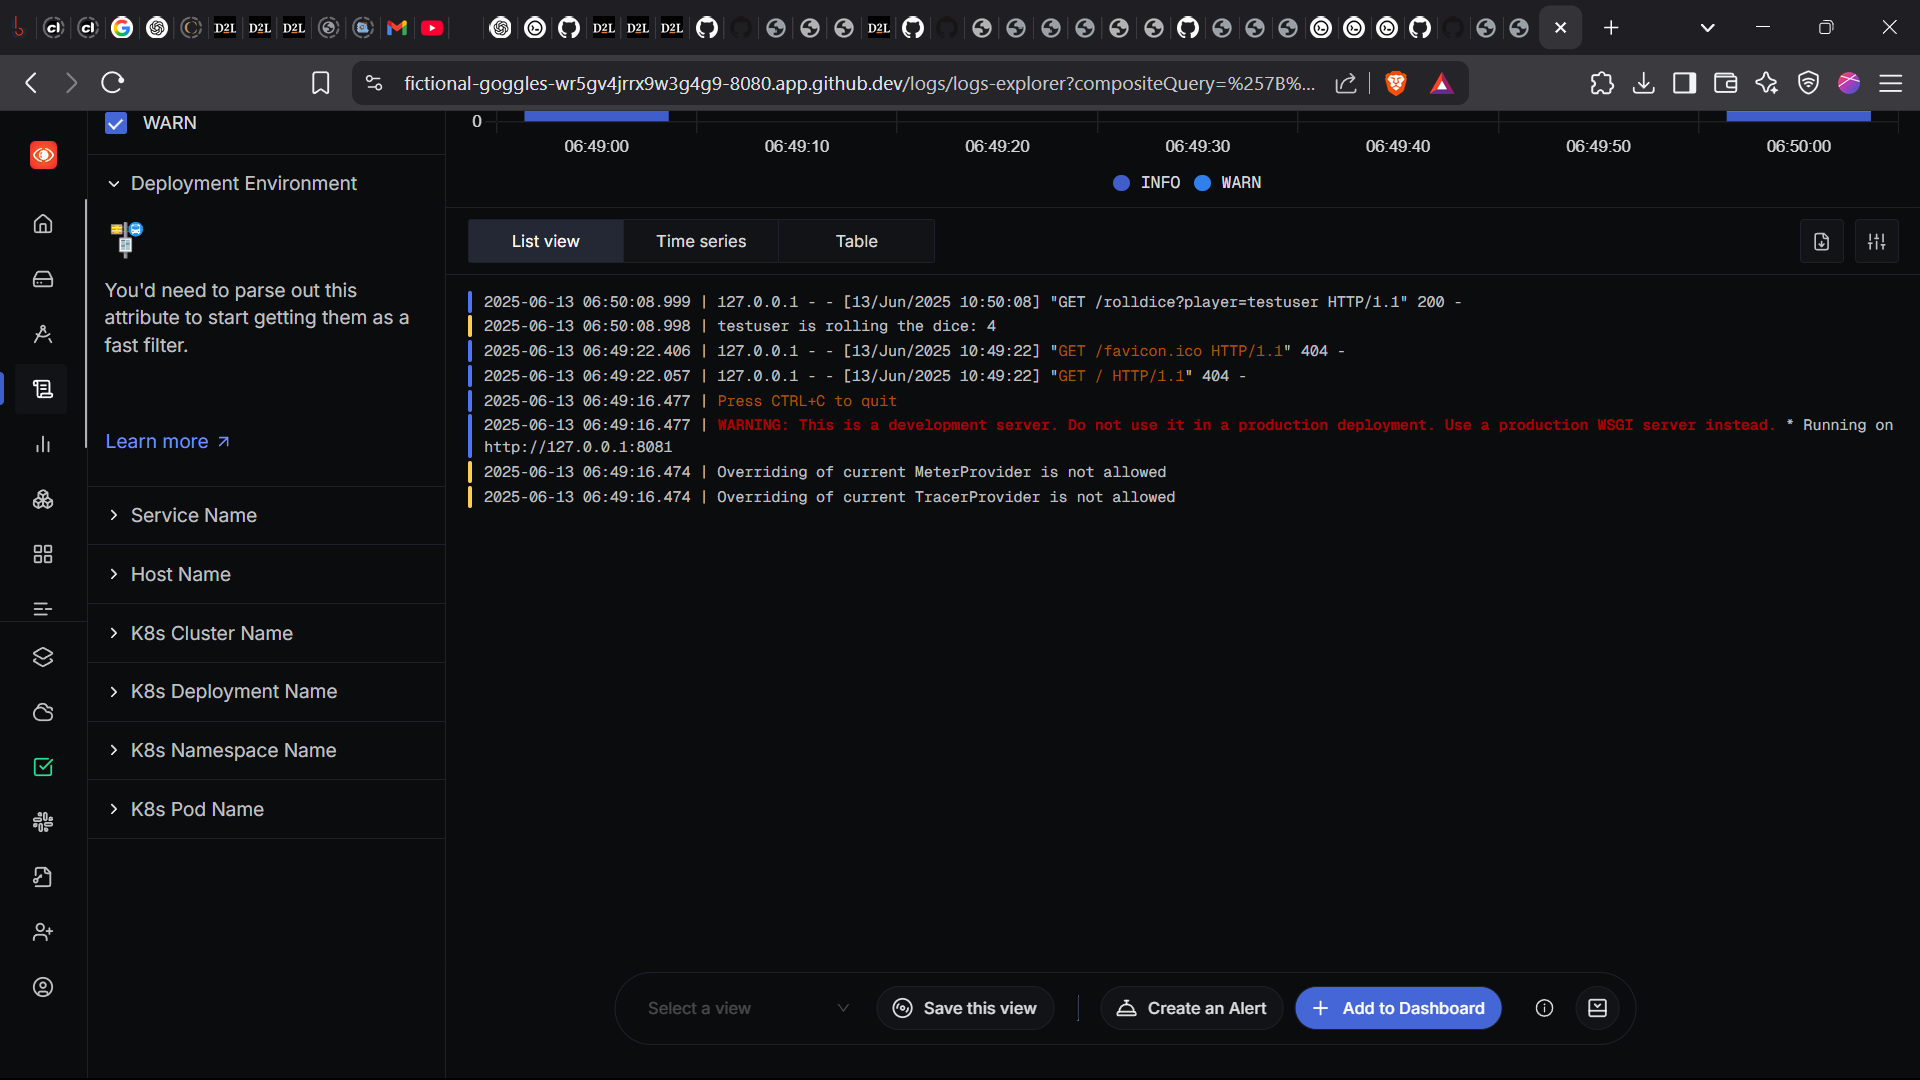 D2L D2L D2L D2L D2L D2L D2L
fictional-goggles-wr5gv4jrrx9w3g4g9-8080.app.github.dev/logs/logs-explorer?compositeQuery=%257B%...
WARN
Deployment Environment
You'd need to parse out this
attribute to start getting them as a
fast filter.
Learn more
Service Name
Host Name
K8s Cluster Name
K8s Deployment Name
K8s Namespace Name
K8s Pod Name
0
06:49:00 06:49:10 06:49:20 06:49:30 06:49:40 06:49:50 06:50:00
INFO WARN
List view Time series Table
2025-06-13 06:50:08.999 | 127.0.0.1 - - [13/Jun/2025 10:50:08] "GET /rolldice?player=testuser HTTP/1.1" 200 -
2025-06-13 06:50:08.998 | testuser is rolling the dice: 4
2025-06-13 06:49:22.406 | 127.0.0.1 - - [13/Jun/2025 10:49:22] "GET /favicon.ico HTTP/1.1" 404 -
2025-06-13 06:49:22.057 | 127.0.0.1 - - [13/Jun/2025 10:49:22] "GET / HTTP/1.1" 404 -
2025-06-13 06:49:16.477 | Press CTRL+C to quit
2025-06-13 06:49:16.477 | WARNING: This is a development server. Do not use it in a production deployment. Use a production WSGI server instead. * Running on
http://127.0.0.1:8081
2025-06-13 06:49:16.474 | Overriding of current MeterProvider is not allowed
2025-06-13 06:49:16.474 | Overriding of current TracerProvider is not allowed
Select a view Save this view Create an Alert Add to Dashboard